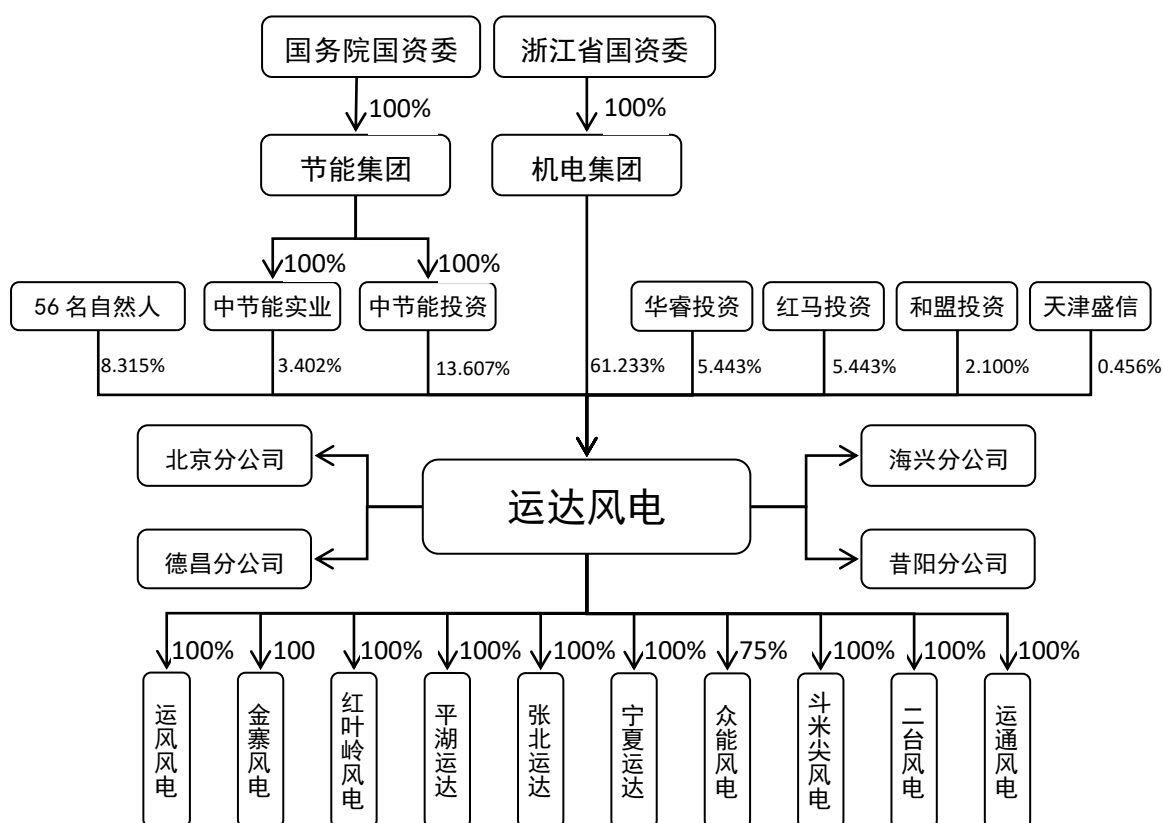 国务院国资委
浙江省国资委
100%
100%
节能集团
机电集团
100%
100%
56 名自然人
中节能实业
中节能投资
华睿投资
红马投资
和盟投资
天津盛信
8.315%
3.402%
13.607%
61.233%
5.443%
5.443%
2.100%
0.456%
北京分公司
海兴分公司
运达风电
德昌分公司
昔阳分公司
100%
100
100%
100%
100%
100%
75%
100%
100%
100%
运风风电
金寨风电
红叶岭风电
平湖运达
张北运达
宁夏运达
众能风电
斗米尖风电
二台风电
运通风电